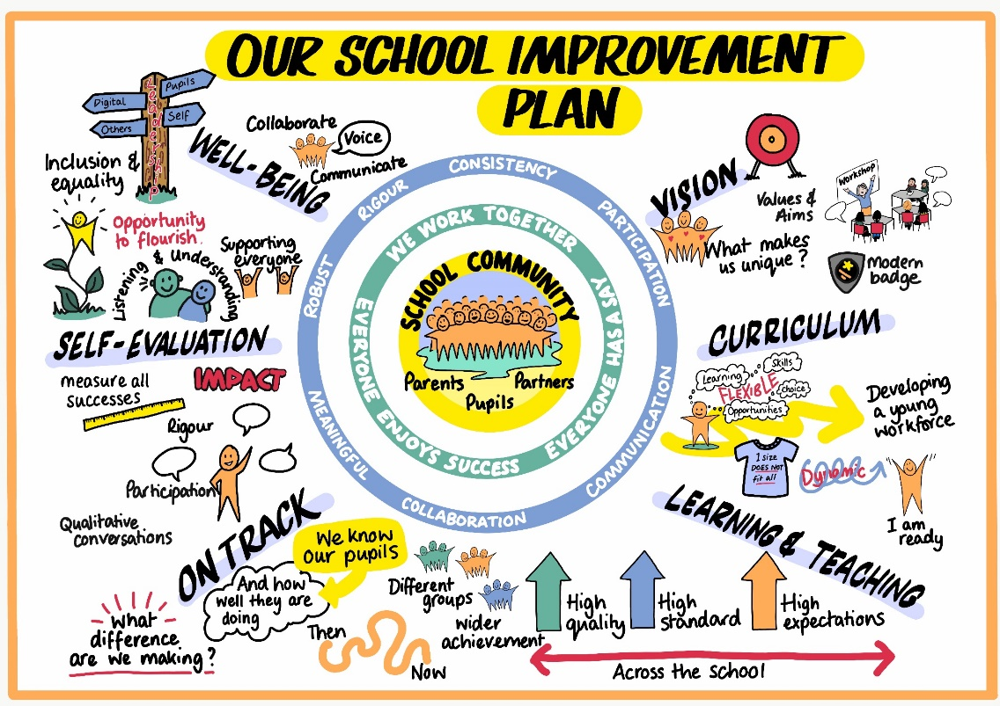 OUR SCHOOL IMPROVEMENT
PLAN
Leadership
Pupils
Digital
Self
Others
WELL-BEING
Collaborate
Voice
Communicate
Inclusion &
equality
Opportunity
to flourish.
Listening & Understanding
Supporting
everyone
VISION
Values &
Aims
Workshop
What makes
us unique?
Modern
badge
RIGOUR
CONSISTENCY
PARTICIPATION
COMMUNICATION
COLLABORATION
MEANINGFUL
ROBUST
WE WORK TOGETHER
EVERYONE HAS A SAY
EVERYONE ENJOYS SUCCESS
SCHOOL COMMUNITY
Parents
Partners
Pupils
SELF-EVALUATION
measure all
successes
IMPACT
Rigour
Participation
Qualitative
conversations
CURRICULUM
Learning
Skills
FLEXIBLE
choice
Opportunities
Developing
a young
workforce
1 size
DOES NOT
fit all
Dynamic
I am
ready
ON TRACK
We know
our pupils
And how
well they are
doing
What
difference
are we making?
Then
Now
Different
groups
wider
achievement
LEARNING & TEACHING
High
quality
High
standard
High
expectations
Across the school